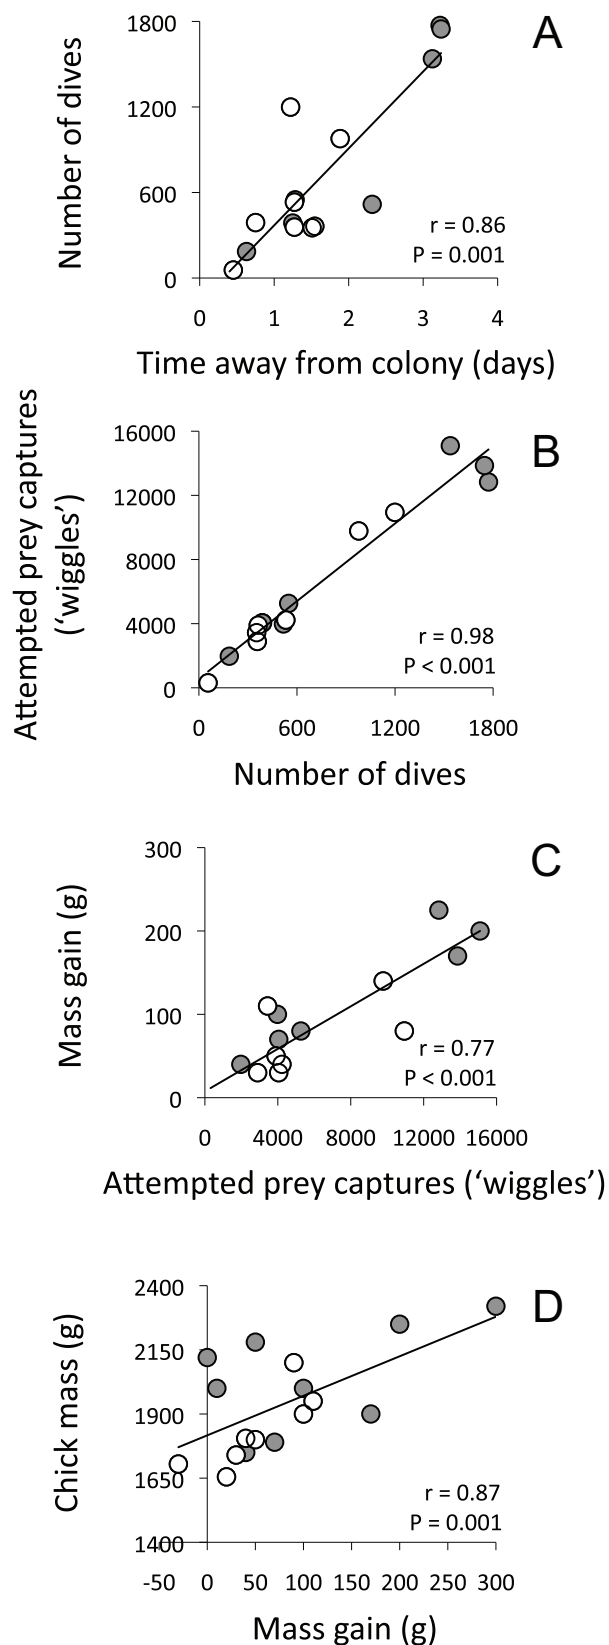 A
Number of dives
1800
1200
600
0
r = 0.86
P = 0.001
0 1 2 3 4
Time away from colony (days)
B
Attempted prey captures
(‘wiggles’)
16000
12000
8000
4000
0
r = 0.98
P < 0.001
0 600 1200 1800
Number of dives
C
Mass gain (g)
300
200
100
0
r = 0.77
P < 0.001
0 4000 8000 12000 16000
Attempted prey captures (‘wiggles’)
D
Chick mass (g)
2400
2150
1900
1650
1400
r = 0.87
P = 0.001
-50 0 50 100 150 200 250 300
Mass gain (g)